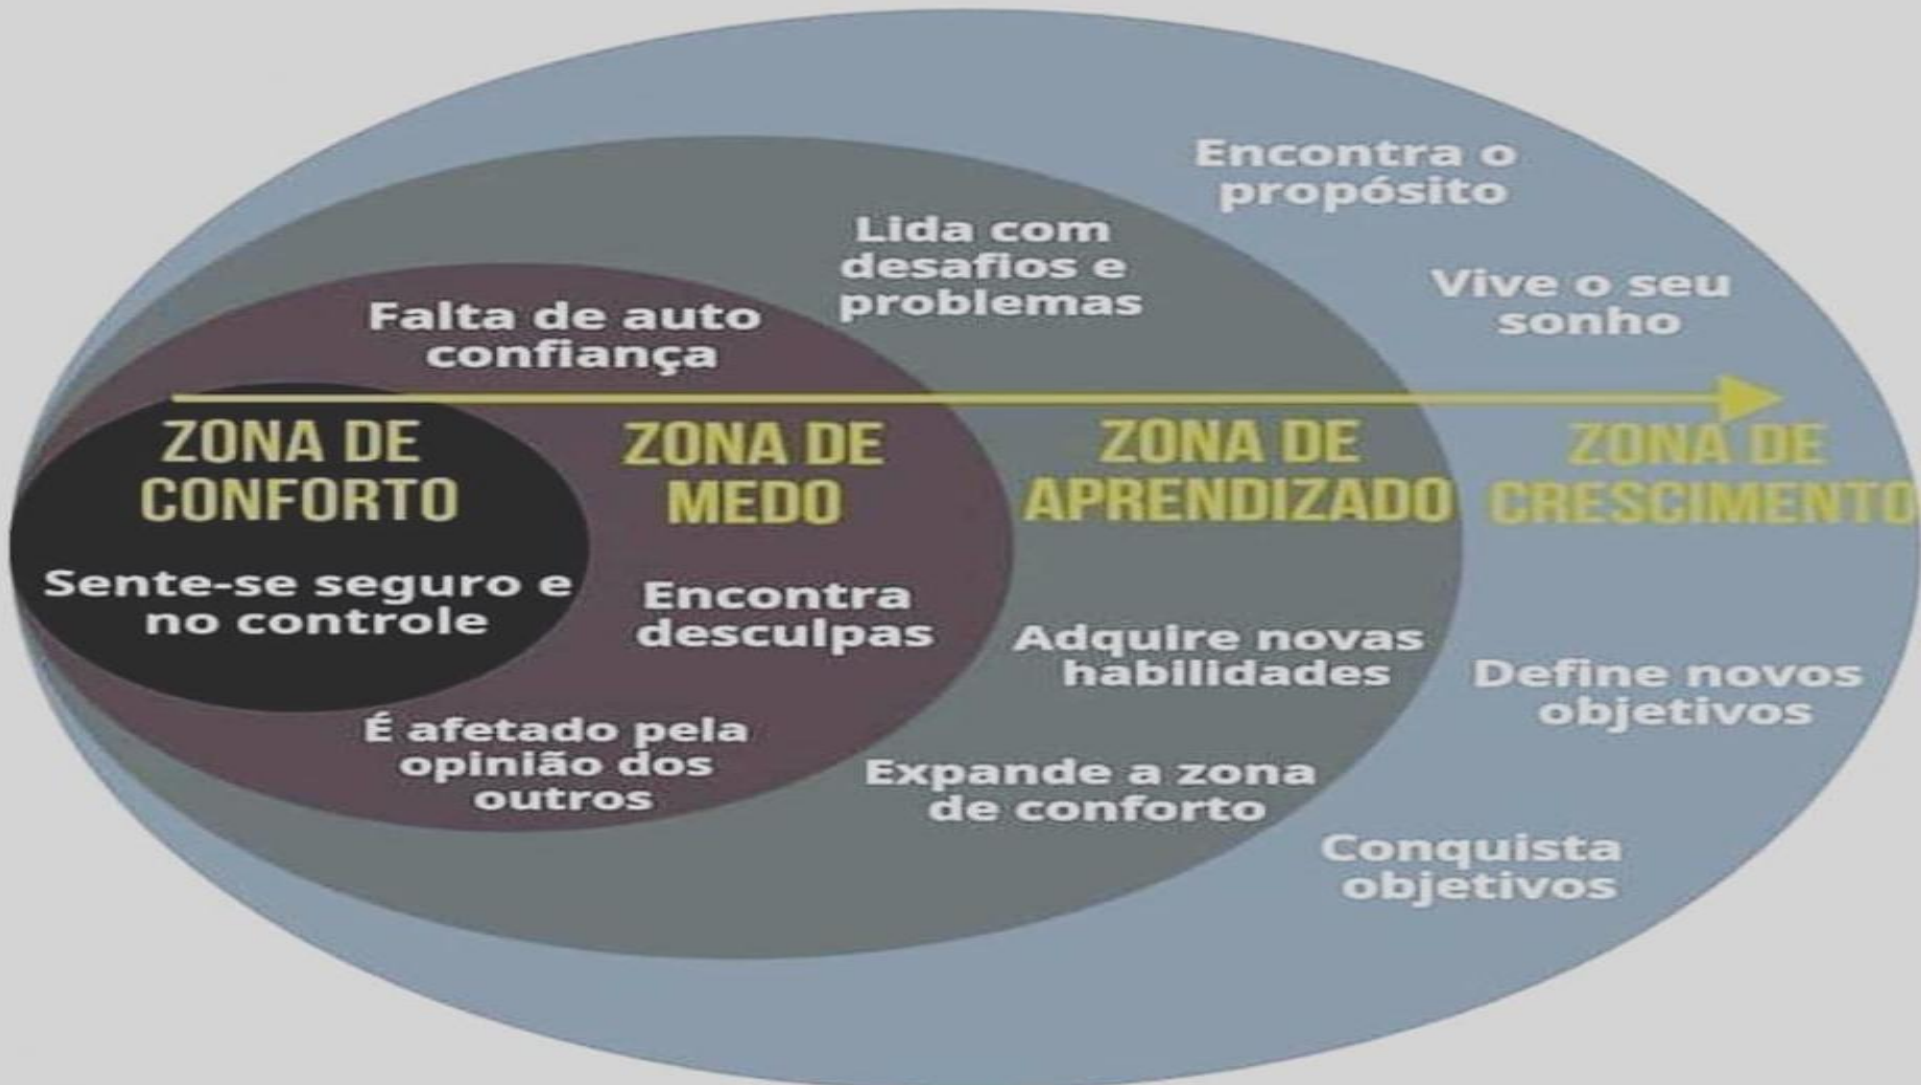 Encontra o
propósito
Lida com
desafios e
problemas
Vive o seu
sonho
Falta de auto
confiança
ZONA DE
CONFORTO
ZONA DE
MEDO
ZONA DE
APRENDIZADO
ZONA DE
CRESCIMENTO
Sente-se seguro e
no controle
Encontra
desculpas
Adquire novas
habilidades
Define novos
objetivos
É afetado pela
opinião dos
outros
Expande a zona
de conforto
Conquista
objetivos